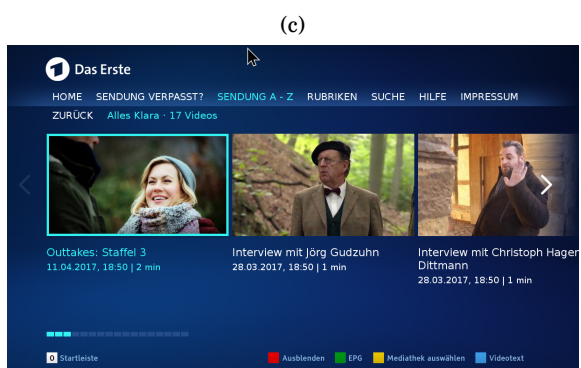 (c)
Das Erste
HOME SENDUNG VERPASST? SENDUNG A - Z RUBRIKEN SUCHE HILFE IMPRESSUM
ZURÜCK Alles Klara · 17 Videos
Outtakes: Staffel 3
11.04.2017, 18:50 | 2 min
Interview mit Jörg Gudzuhn
28.03.2017, 18:50 | 1 min
Interview mit Christoph Hagen
Dittmann
28.03.2017, 18:50 | 1 min
0 Startleiste Ausblenden EPG Mediathek auswählen Videotext